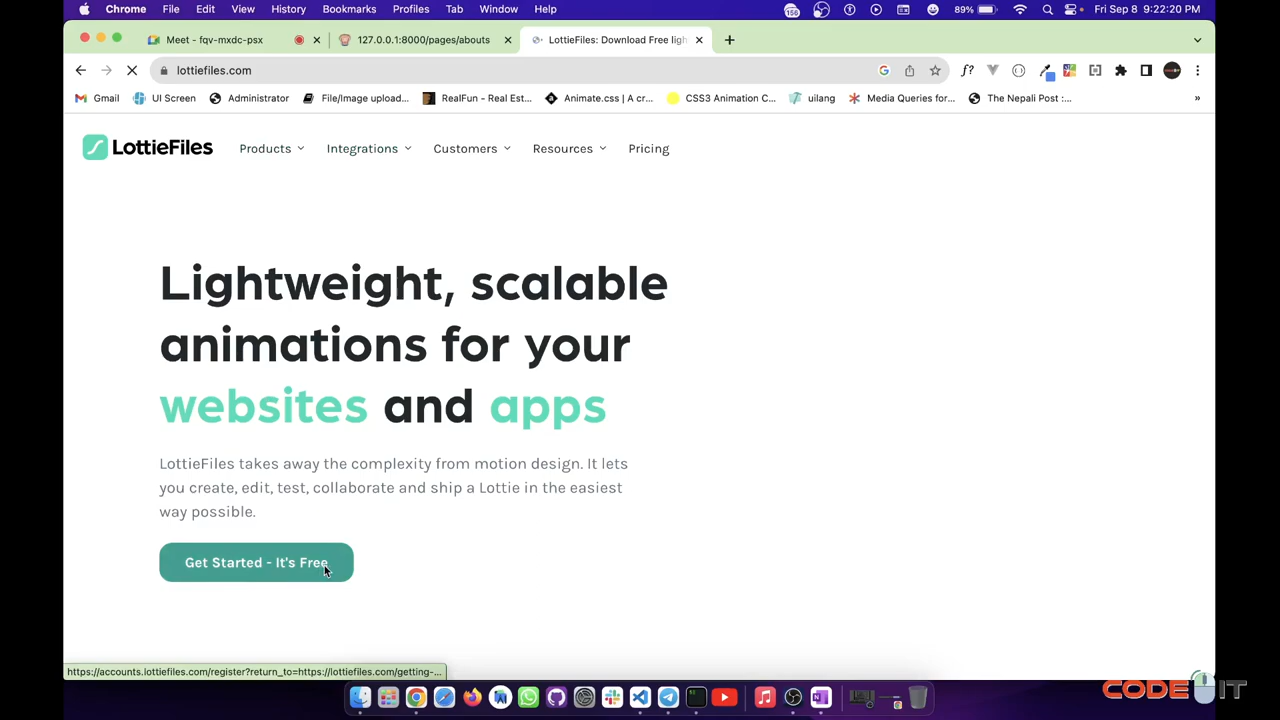 Chrome File Edit View History Bookmarks Profiles Tab Window Help 156 89% Fri Sep 8 9:22:20 PM
Meet - fqv-mxdc-psx 127.0.0.1:8000/pages/abouts LottieFiles: Download Free ligh
lottiefiles.com f?
Gmail UI Screen Administrator File/Image upload... RealFun - Real Est... Animate.css | A cr... CSS3 Animation C... uilang Media Queries for... The Nepali Post :... »
LottieFiles Products Integrations Customers Resources Pricing
Lightweight, scalable
animations for your
websites and apps
LottieFiles takes away the complexity from motion design. It lets
you create, edit, test, collaborate and ship a Lottie in the easiest
way possible.
Get Started - It's Free
https://accounts.lottiefiles.com/register?return_to=https://lottiefiles.com/getting-...
CODE IT